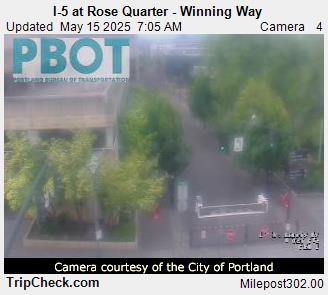 I-5 at Rose Quarter - Winning Way
Updated May 15 2025 7:05 AM Camera 4
PBOT
PORTLAND BUREAU OF TRANSPORTATION
Camera courtesy of the City of Portland
TripCheck.com Milepost302.00